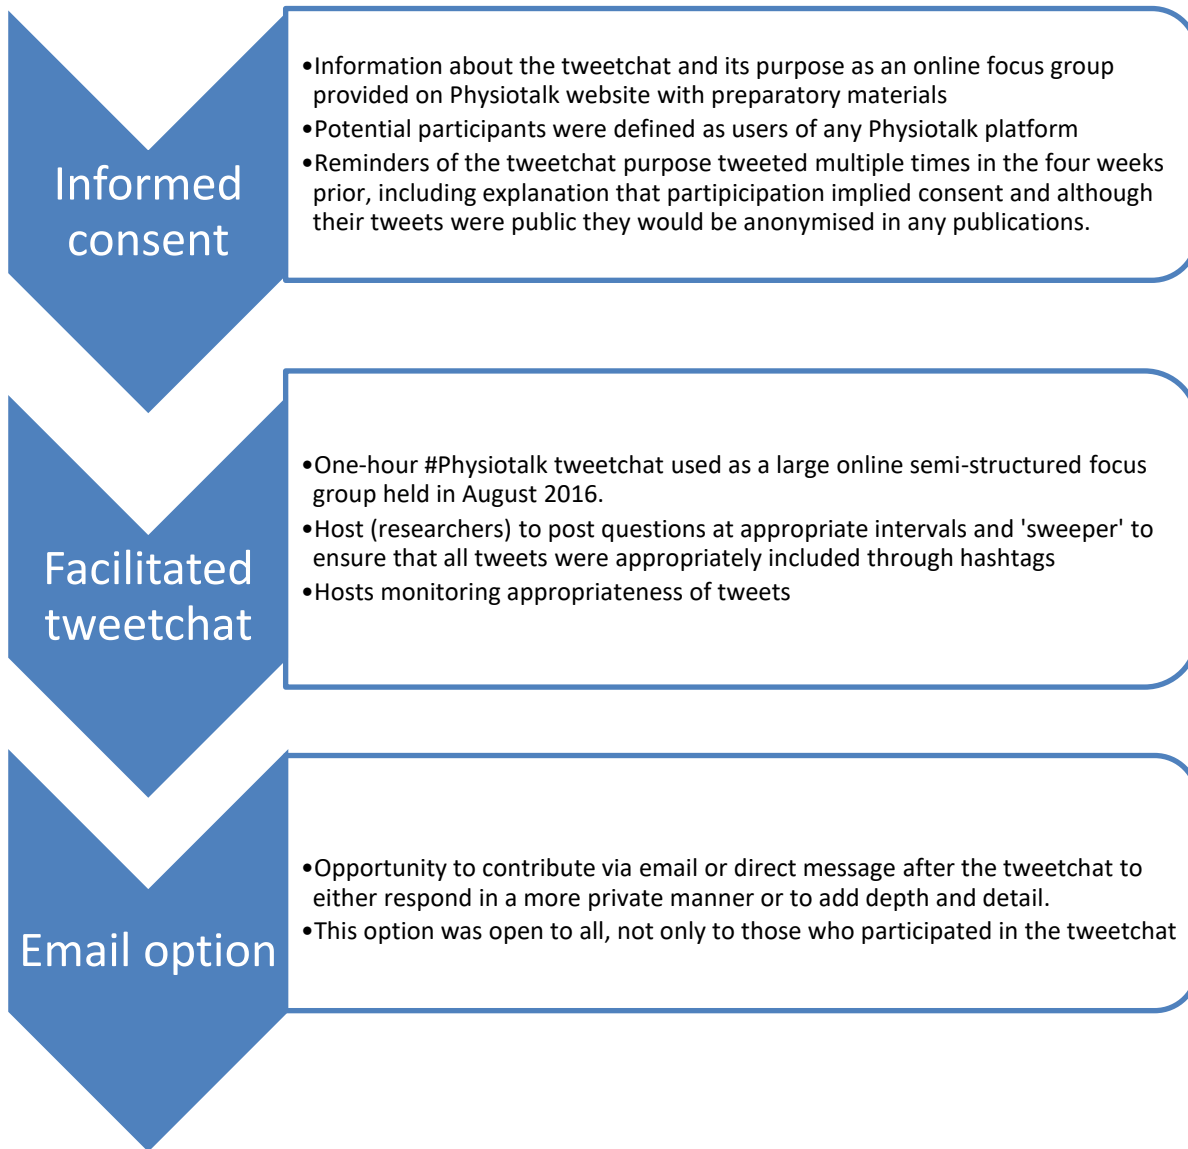 Informed
consent
•Information about the tweetchat and its purpose as an online focus group
provided on Physiotalk website with preparatory materials
•Potential participants were defined as users of any Physiotalk platform
•Reminders of the tweetchat purpose tweeted multiple times in the four weeks
prior, including explanation that partipicipation implied consent and although
their tweets were public they would be anonymised in any publications.
Facilitated
tweetchat
•One-hour #Physiotalk tweetchat used as a large online semi-structured focus
group held in August 2016.
•Host (researchers) to post questions at appropriate intervals and 'sweeper' to
ensure that all tweets were appropriately included through hashtags
•Hosts monitoring appropriateness of tweets
Email option
•Opportunity to contribute via email or direct message after the tweetchat to
either respond in a more private manner or to add depth and detail.
•This option was open to all, not only to those who participated in the tweetchat